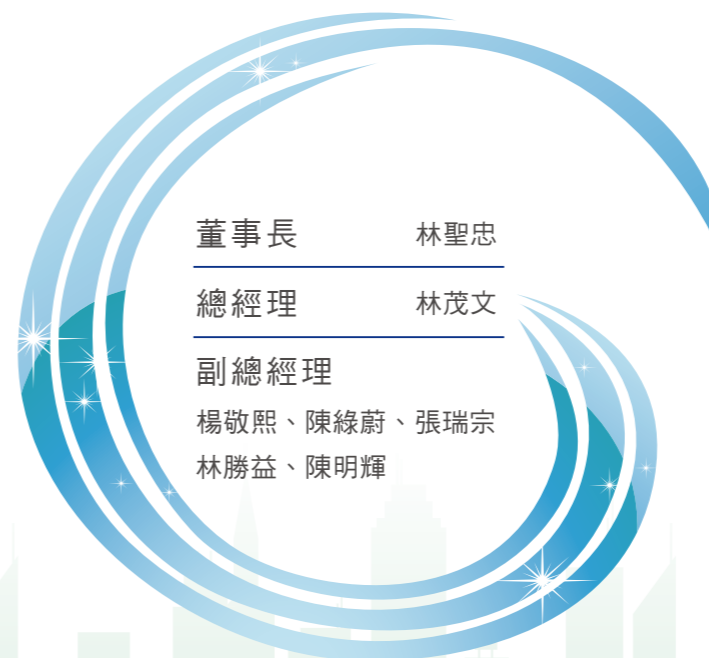 董事長 林聖忠
總經理 林茂文
副總經理
楊敬熙、陳綠蔚、張瑞宗
林勝益、陳明輝